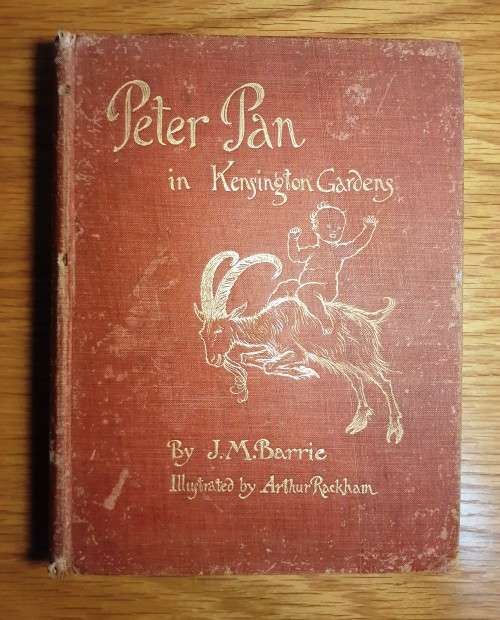 Peter Pan
in Kensington Gardens
By J.M.Barrie
Illustrated by Arthur Rackham